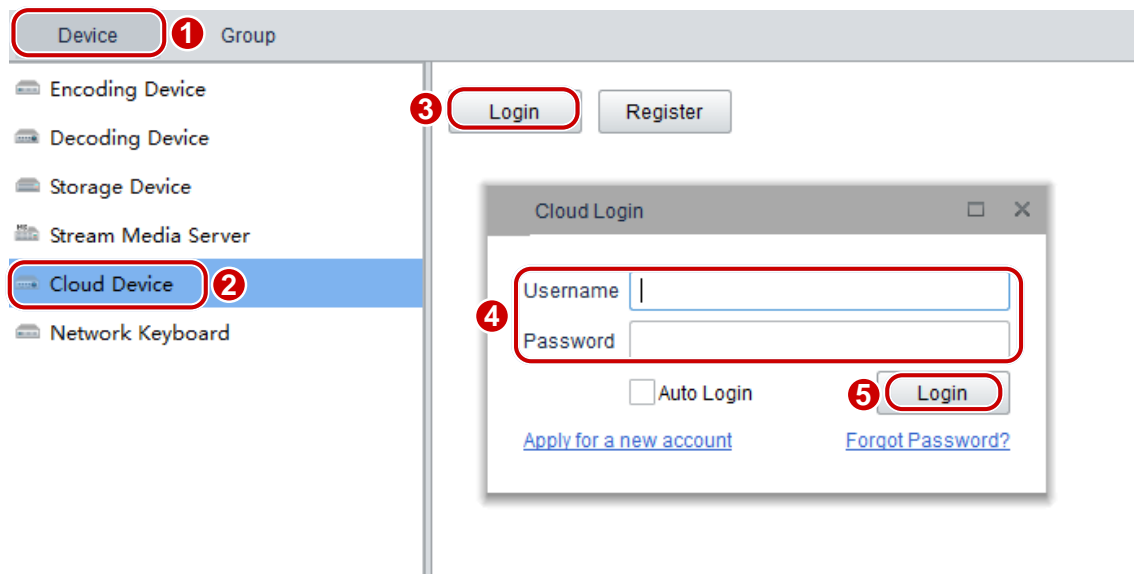 Device 1 Group
Encoding Device
Decoding Device
Storage Device
Stream Media Server
Cloud Device 2
Network Keyboard
3 Login Register
Cloud Login
4
Username
Password
Auto Login 5 Login
Apply for a new account Forgot Password?